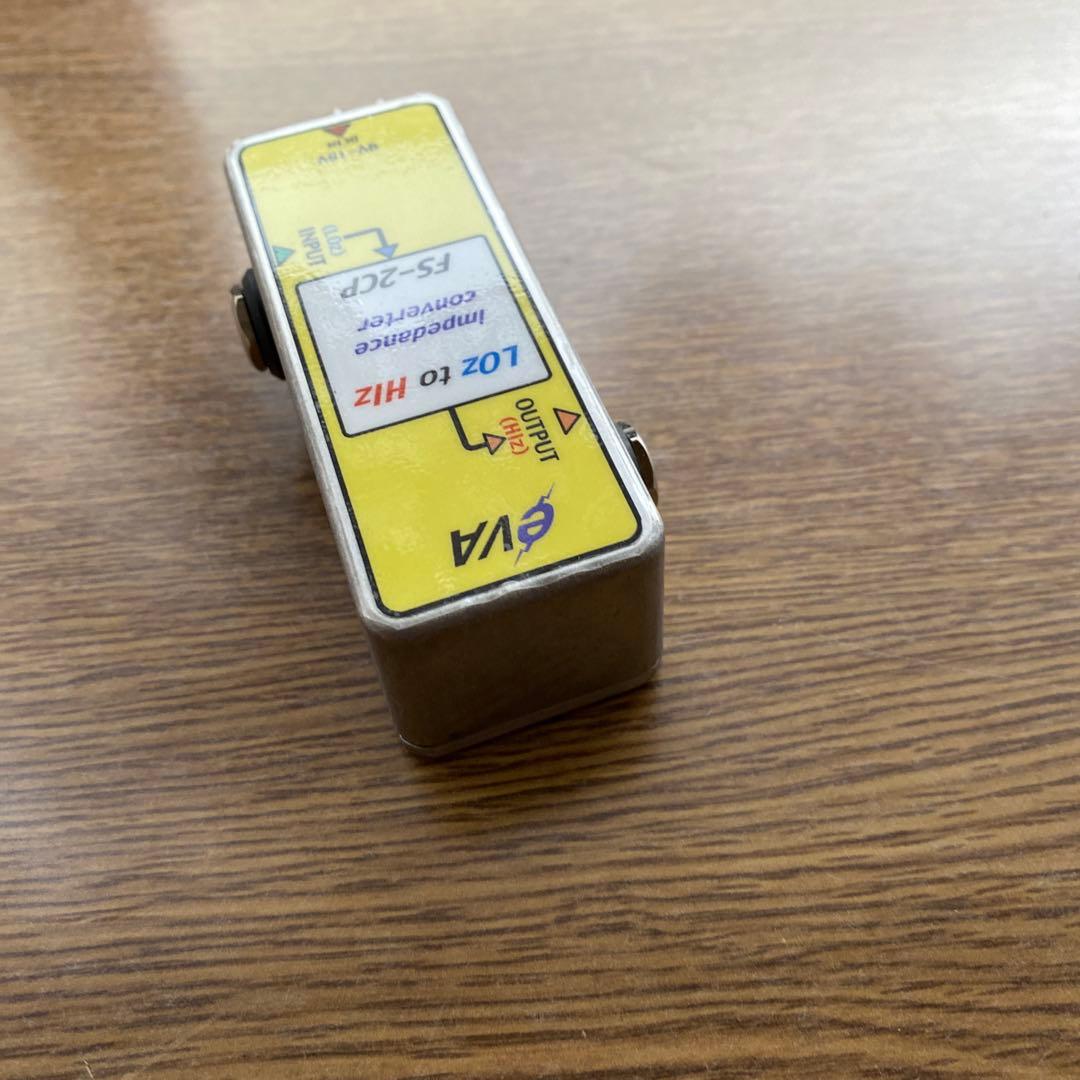 eVA
OUTPUT
(HIz)
LOz to HIz
impedance
converter
FS-2CP
INPUT
(LOz)
9V-18V
DC IN